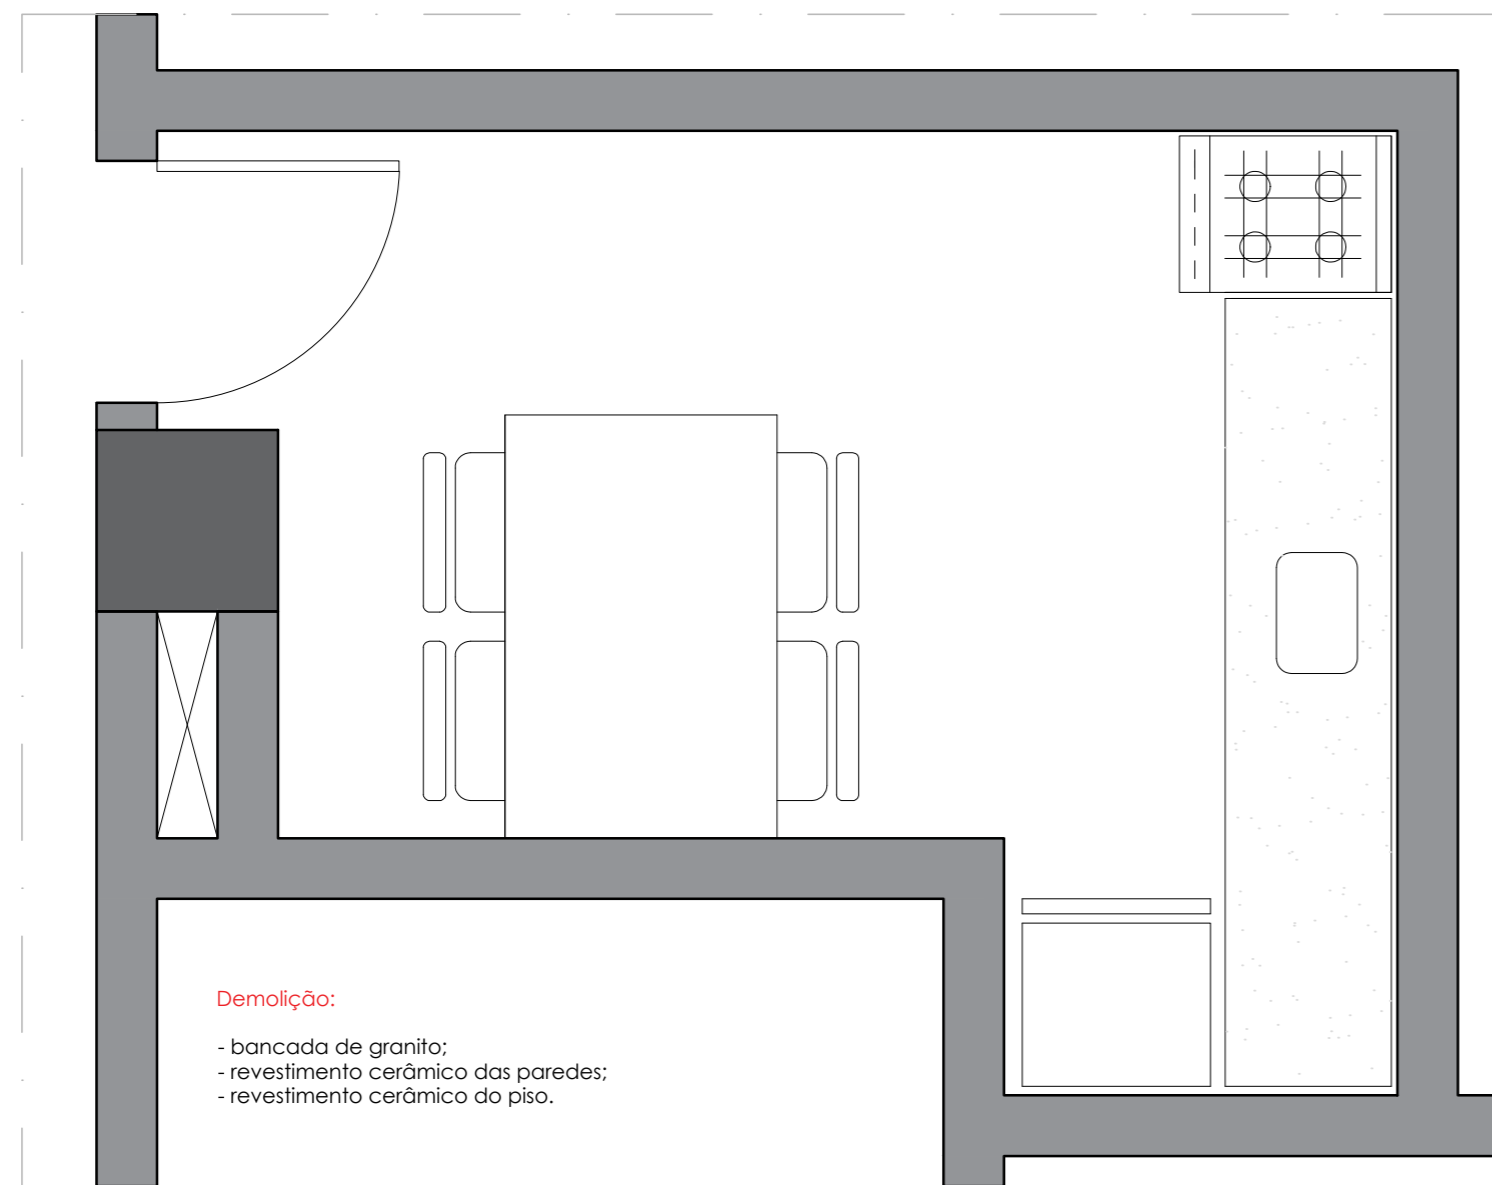 Demolição:
- bancada de granito;
- revestimento cerâmico das paredes;
- revestimento cerâmico do piso.